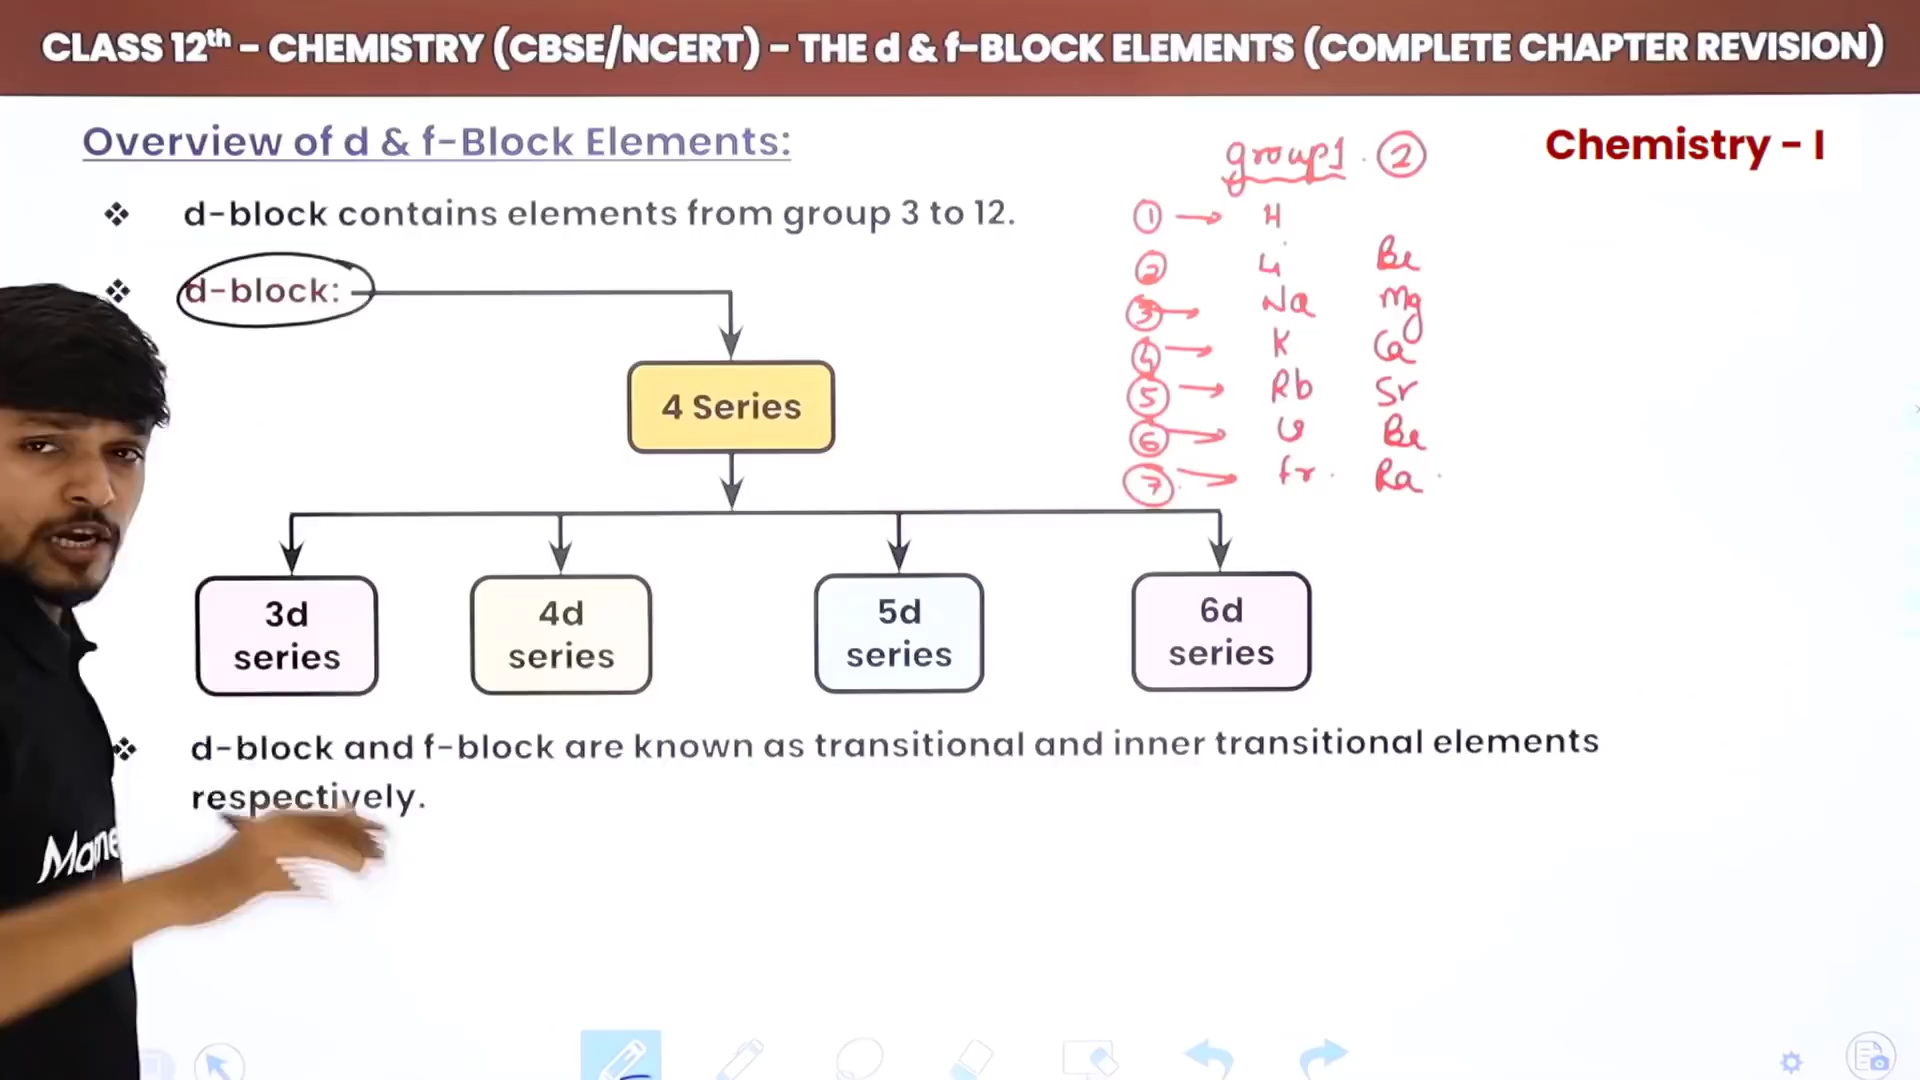 CLASS 12th - CHEMISTRY (CBSE/NCERT) - THE d & f-BLOCK ELEMENTS (COMPLETE CHAPTER REVISION)
Overview of d & f-Block Elements:
Chemistry - I
group 1 2
❖ d-block contains elements from group 3 to 12.
1 → H
2 Li Be
❖ d-block:
3 → Na Mg
4 → K Ca
5 → Rb Sr
4 Series
6 →
7 → fr Ra
3d series
4d series
5d series
6d series
❖ d-block and f-block are known as transitional and inner transitional elements
respectively.